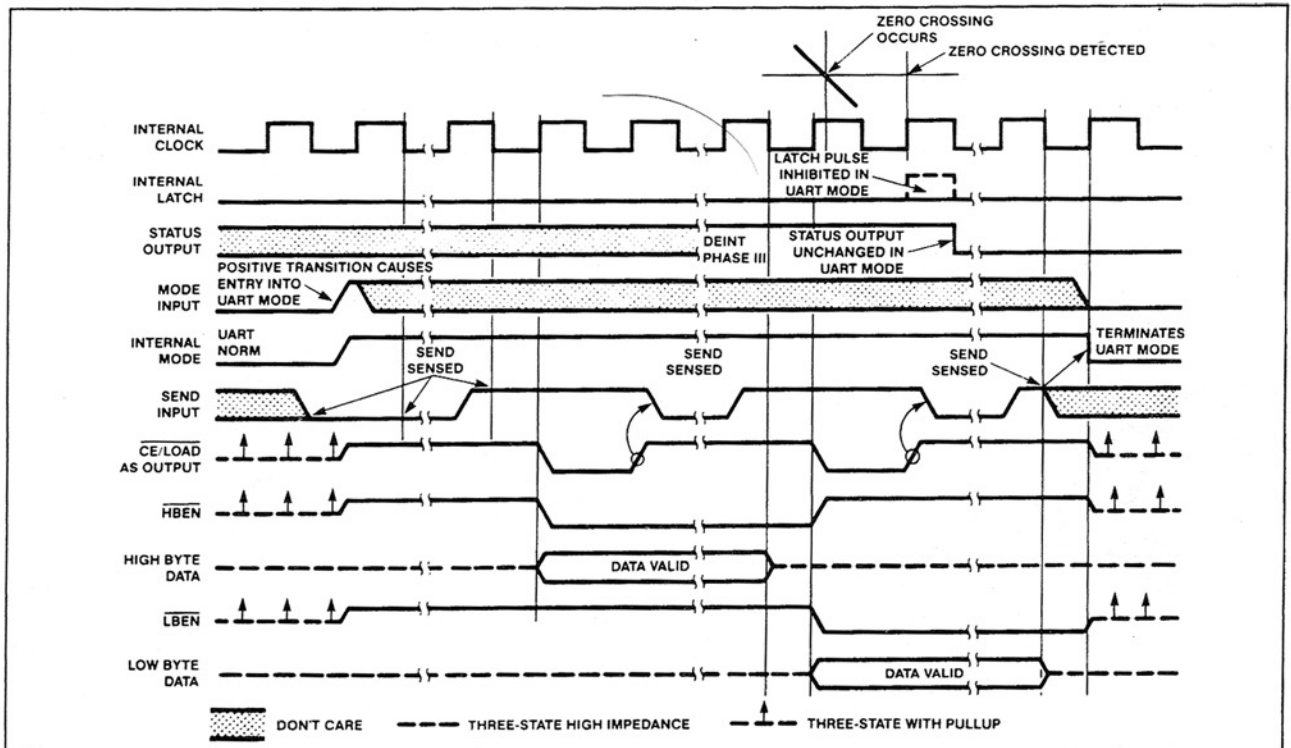 ZERO CROSSING
OCCURS
ZERO CROSSING DETECTED
INTERNAL
CLOCK
LATCH PULSE
INHIBITED IN
UART MODE
INTERNAL
LATCH
STATUS
OUTPUT
DEINT
PHASE III
STATUS OUTPUT
UNCHANGED IN
UART MODE
POSITIVE TRANSITION CAUSES
ENTRY INTO
UART MODE
MODE
INPUT
INTERNAL
MODE
UART
NORM
TERMINATES
UART MODE
SEND
SENSED
SEND
SENSED
SEND
SENSED
SEND
INPUT
CE/LOAD
AS OUTPUT
HBEN
HIGH BYTE
DATA
DATA VALID
LBEN
LOW BYTE
DATA
DATA VALID
DON'T CARE
THREE-STATE HIGH IMPEDANCE
THREE-STATE WITH PULLUP